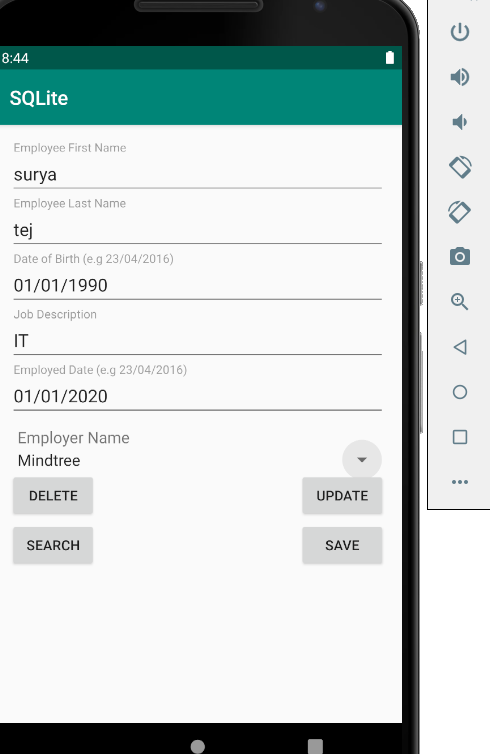 8:44
SQLite
Employee First Name
surya
Employee Last Name
tej
Date of Birth (e.g 23/04/2016)
01/01/1990
Job Description
IT
Employed Date (e.g 23/04/2016)
01/01/2020
Employer Name
Mindtree
DELETE UPDATE
SEARCH SAVE